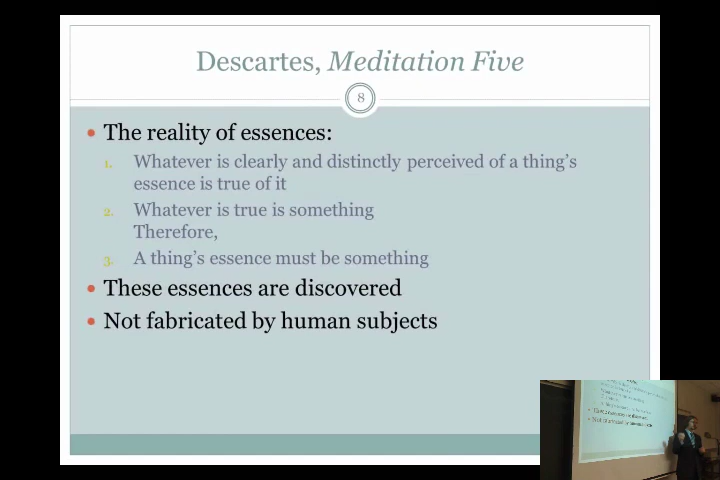 Descartes, Meditation Five
8
• The reality of essences:
1. Whatever is clearly and distinctly perceived of a thing's
essence is true of it
2. Whatever is true is something
Therefore,
3. A thing's essence must be something
• These essences are discovered
• Not fabricated by human subjects